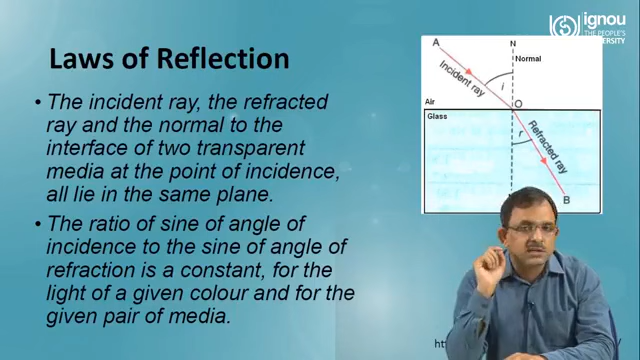 ignou
THE PEOPLE'S
UNIVERSITY
Laws of Reflection
• The incident ray, the refracted
ray and the normal to the
interface of two transparent
media at the point of incidence,
all lie in the same plane.
• The ratio of sine of angle of
incidence to the sine of angle of
refraction is a constant, for the
light of a given colour and for the
given pair of media.
A
N
Normal
Incident ray
i
Air
O
Glass
r
Refracted ray
B